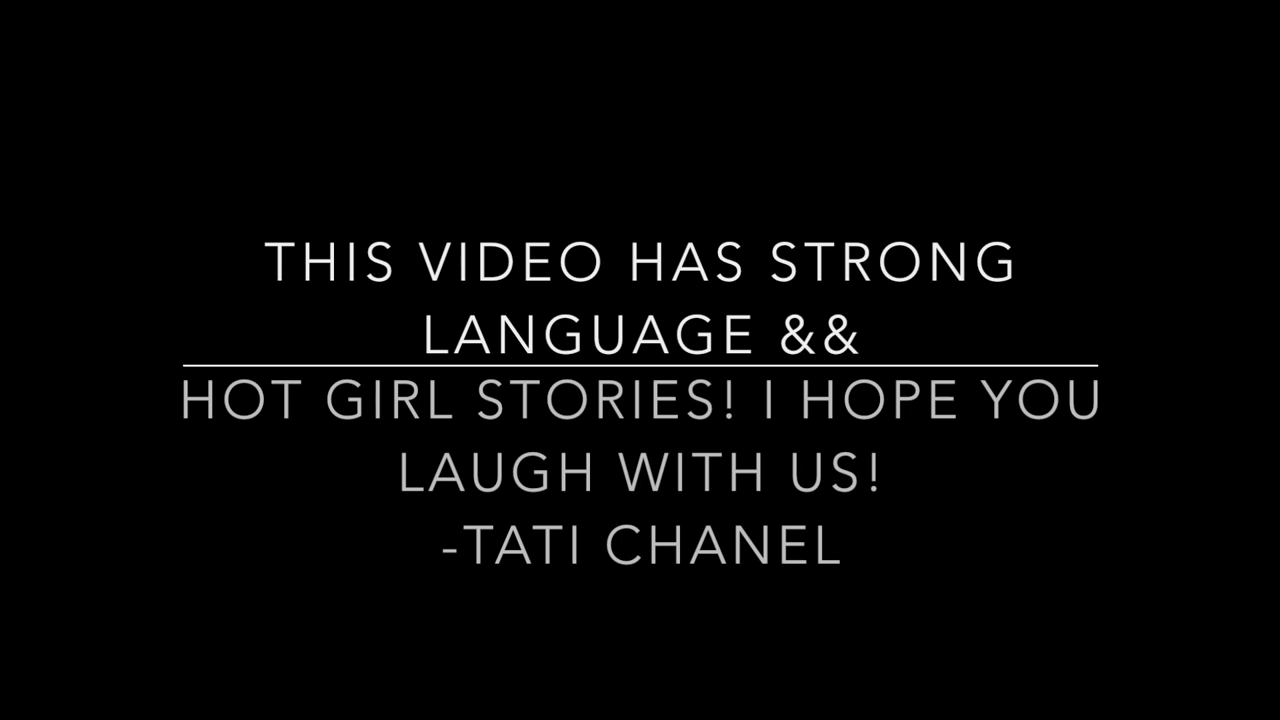 THIS VIDEO HAS STRONG
LANGUAGE &&
HOT GIRL STORIES! I HOPE YOU
LAUGH WITH US!
-TATI CHANEL